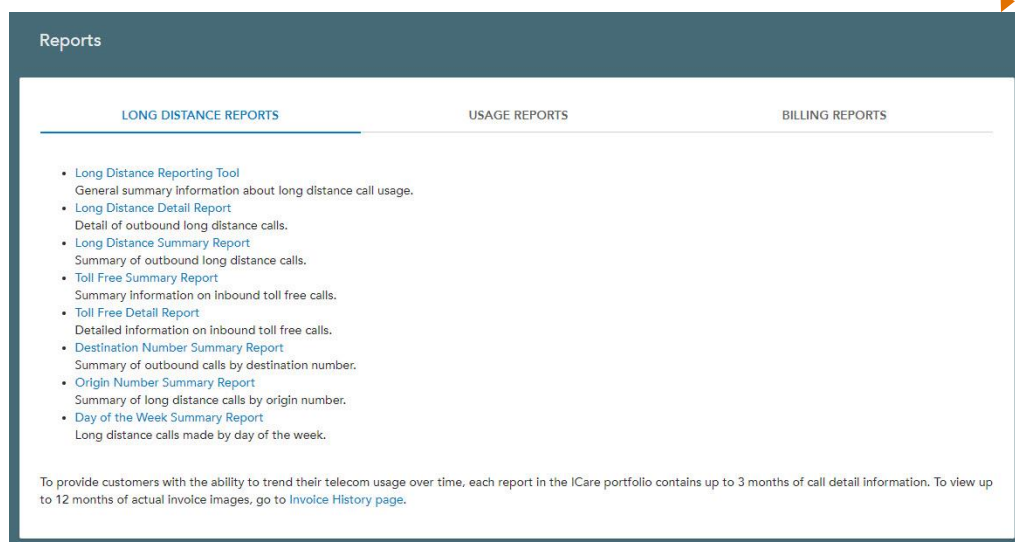 Reports
LONG DISTANCE REPORTS USAGE REPORTS BILLING REPORTS
• Long Distance Reporting Tool
General summary information about long distance call usage.
• Long Distance Detail Report
Detail of outbound long distance calls.
• Long Distance Summary Report
Summary of outbound long distance calls.
• Toll Free Summary Report
Summary information on inbound toll free calls.
• Toll Free Detail Report
Detailed information on inbound toll free calls.
• Destination Number Summary Report
Summary of outbound calls by destination number.
• Origin Number Summary Report
Summary of long distance calls by origin number.
• Day of the Week Summary Report
Long distance calls made by day of the week.
To provide customers with the ability to trend their telecom usage over time, each report in the ICare portfolio contains up to 3 months of call detail information. To view up
to 12 months of actual invoice images, go to Invoice History page.